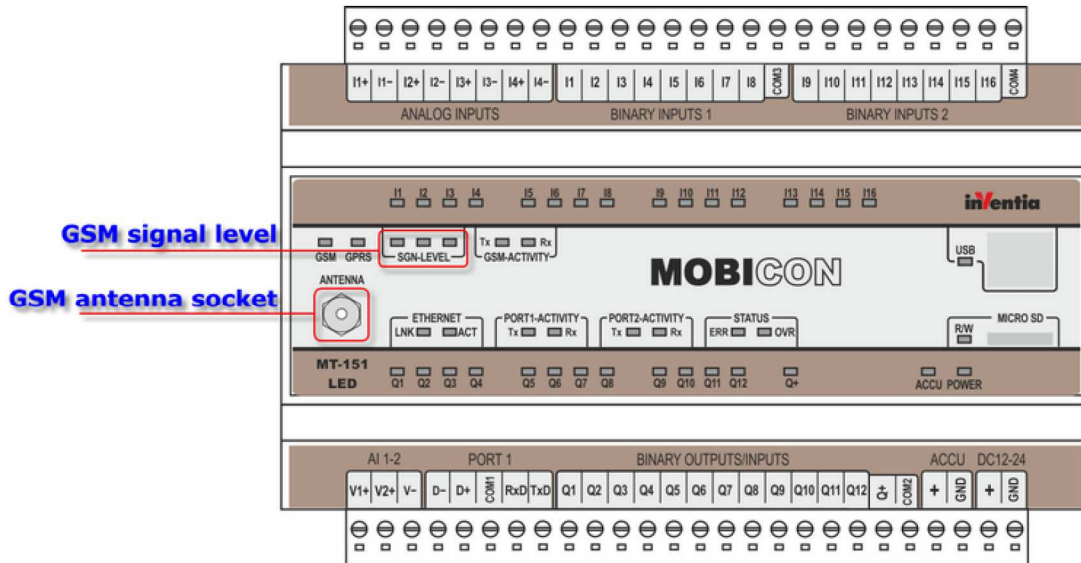 I1+ I1- I2+ I2- I3+ I3- I4+ I4- I1 I2 I3 I4 I5 I6 I7 I8 COM3 I9 I10 I11 I12 I13 I14 I15 I16 COM4
ANALOG INPUTS BINARY INPUTS 1 BINARY INPUTS 2
I1 I2 I3 I4 I5 I6 I7 I8 I9 I10 I11 I12 I13 I14 I15 I16
inVentia
GSM signal level
GSM GPRS SGN-LEVEL Tx Rx GSM-ACTIVITY
USB
MOBICON
ANTENNA
GSM antenna socket
ETHERNET PORT1-ACTIVITY PORT2-ACTIVITY STATUS MICRO SD
LNK ACT Tx Rx Tx Rx ERR OVR R/W
MT-151
LED Q1 Q2 Q3 Q4 Q5 Q6 Q7 Q8 Q9 Q10 Q11 Q12 Q+ ACCU POWER
AI 1-2 PORT 1 BINARY OUTPUTS/INPUTS ACCU DC12-24
V1+ V2+ V- D- D+ COM1 RxD TxD Q1 Q2 Q3 Q4 Q5 Q6 Q7 Q8 Q9 Q10 Q11 Q12 Q+ COM2 + GND + GND